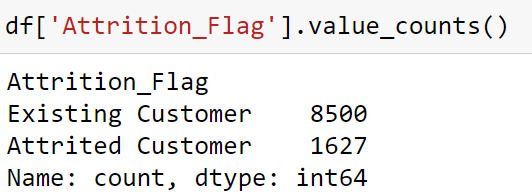 df['Attrition_Flag'].value_counts()
Attrition_Flag
Existing Customer    8500
Attrited Customer    1627
Name: count, dtype: int64